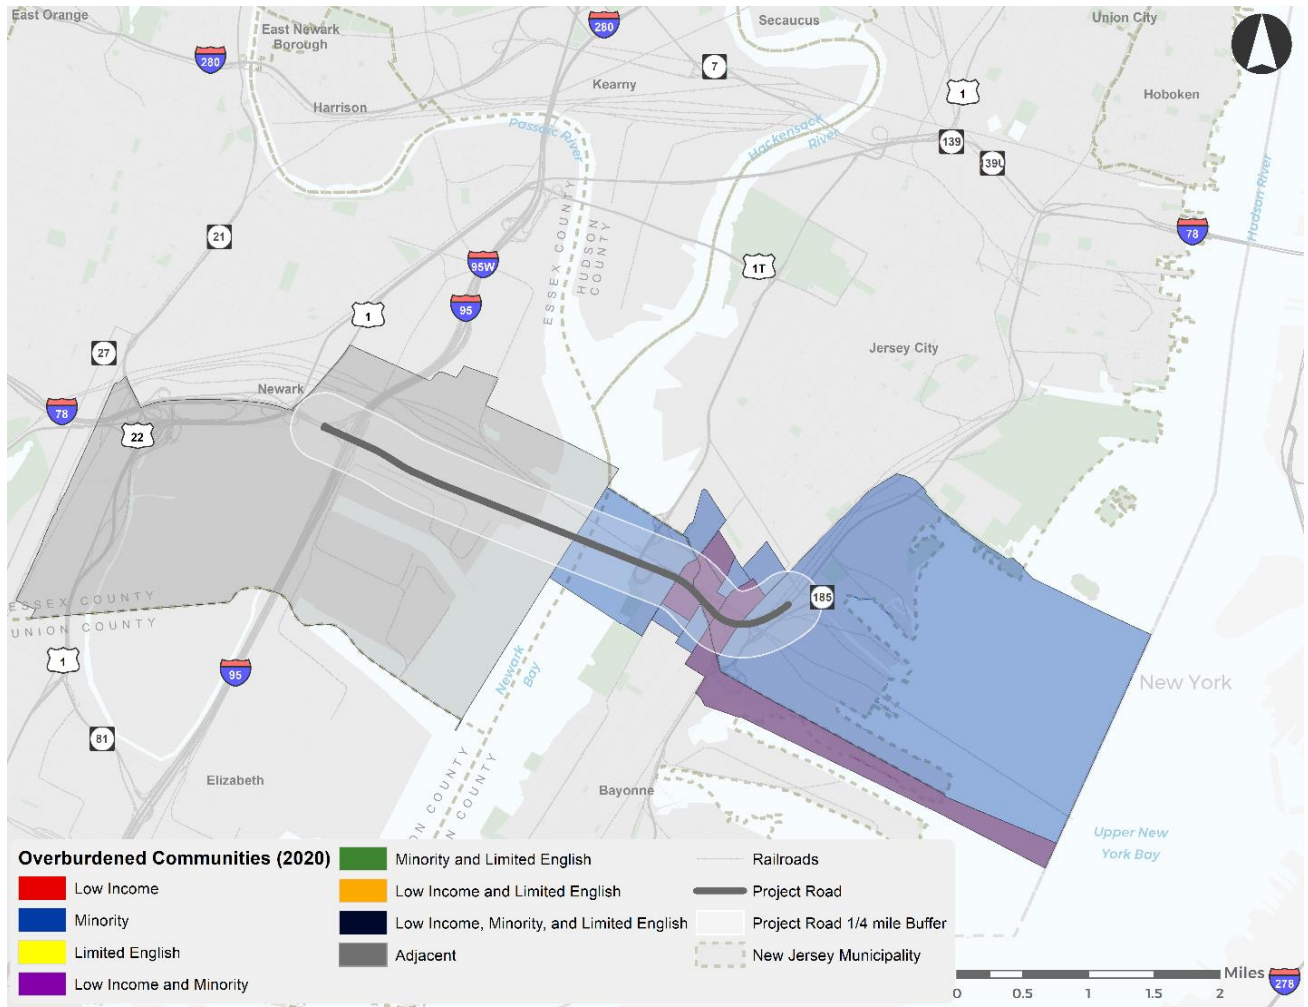 East Orange
East Newark
Borough
280
280
Secaucus
Union City
7
Kearny
1
Hoboken
Harrison
Passaic River
Hackensack
River
139
139U
Hudson River
21
ESSEX COUNTY
HUDSON
COUNTY
78
95W
1T
95
1
27
Jersey City
Newark
78
22
185
ESSEX COUNTY
UNION COUNTY
1
95
Newark
Bay
New York
81
Elizabeth
Bayonne
ON COUNTY
N COUNTY
Upper New
York Bay
Overburdened Communities (2020)
Low Income
Minority
Limited English
Low Income and Minority
Minority and Limited English
Low Income and Limited English
Low Income, Minority, and Limited English
Adjacent
Railroads
Project Road
Project Road 1/4 mile Buffer
New Jersey Municipality
Miles
0 0.5 1 1.5 2
278